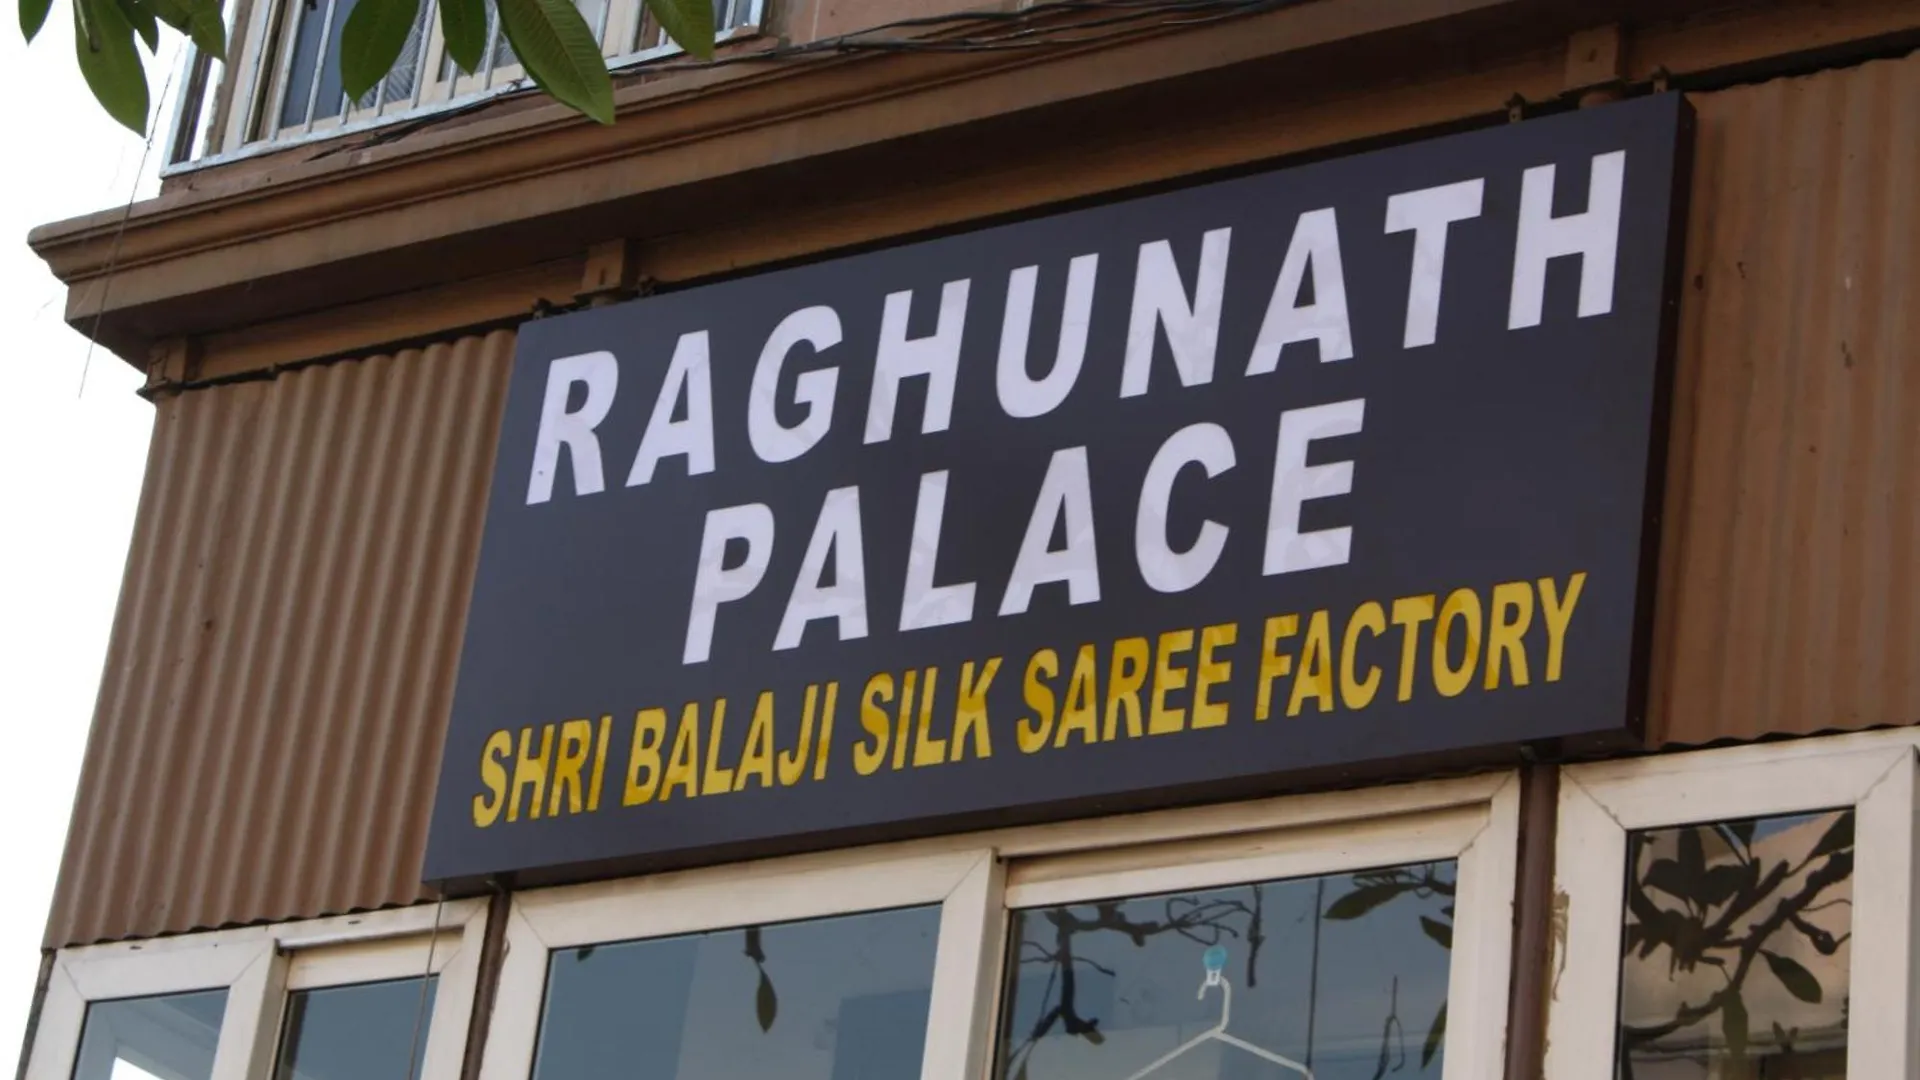 RAGHUNATH
PALACE
SHRI BALAJI SILK SAREE FACTORY